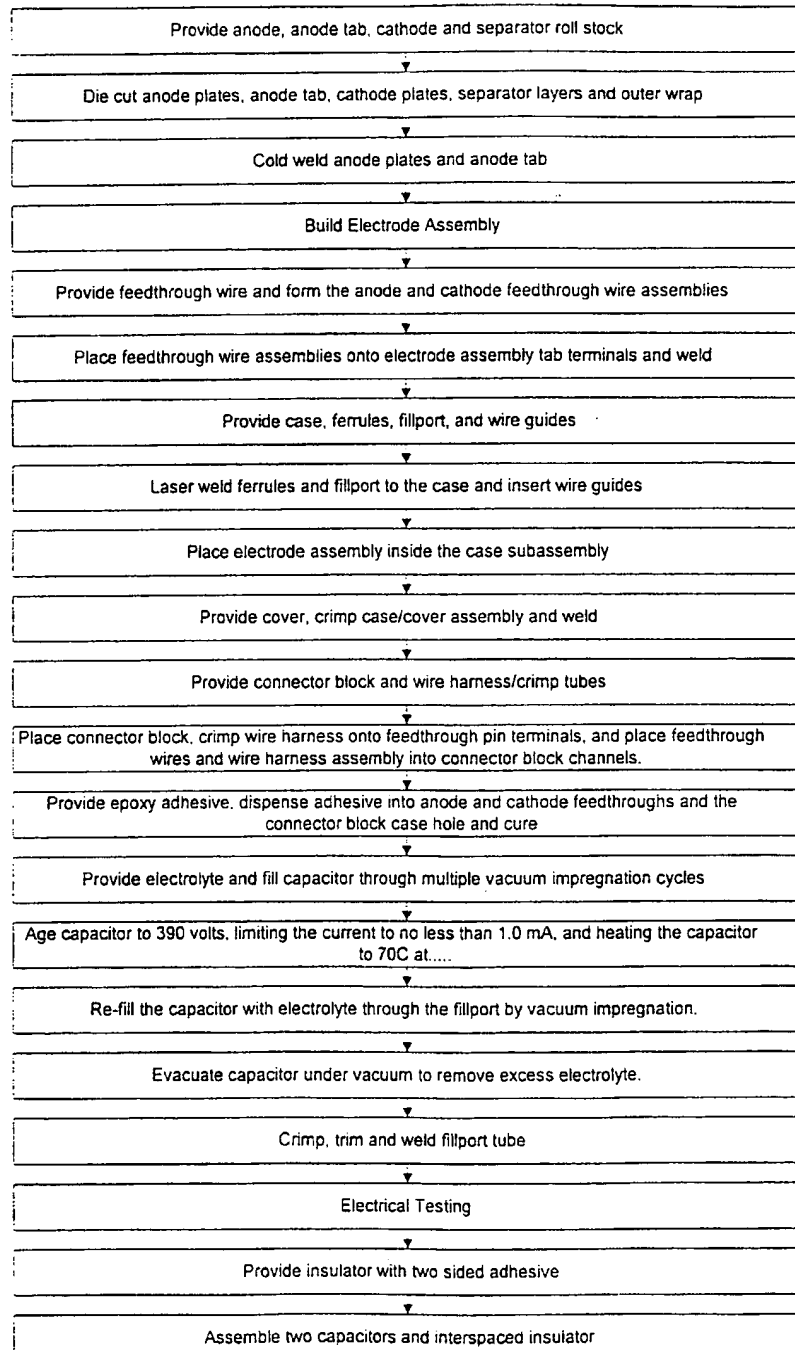 Provide anode, anode tab, cathode and separator roll stock
Die cut anode plates, anode tab, cathode plates, separator layers and outer wrap
Cold weld anode plates and anode tab
Build Electrode Assembly
Provide feedthrough wire and form the anode and cathode feedthrough wire assemblies
Place feedthrough wire assemblies onto electrode assembly tab terminals and weld
Provide case, ferrules, fillport, and wire guides
Laser weld ferrules and fillport to the case and insert wire guides
Place electrode assembly inside the case subassembly
Provide cover, crimp case/cover assembly and weld
Provide connector block and wire harness/crimp tubes
Place connector block, crimp wire harness onto feedthrough pin terminals, and place feedthrough
wires and wire harness assembly into connector block channels.
Provide epoxy adhesive, dispense adhesive into anode and cathode feedthroughs and the
connector block case hole and cure
Provide electrolyte and fill capacitor through multiple vacuum impregnation cycles
Age capacitor to 390 volts, limiting the current to no less than 1.0 mA, and heating the capacitor
to 70C at.....
Re-fill the capacitor with electrolyte through the fillport by vacuum impregnation.
Evacuate capacitor under vacuum to remove excess electrolyte.
Crimp, trim and weld fillport tube
Electrical Testing
Provide insulator with two sided adhesive
Assemble two capacitors and interspaced insulator